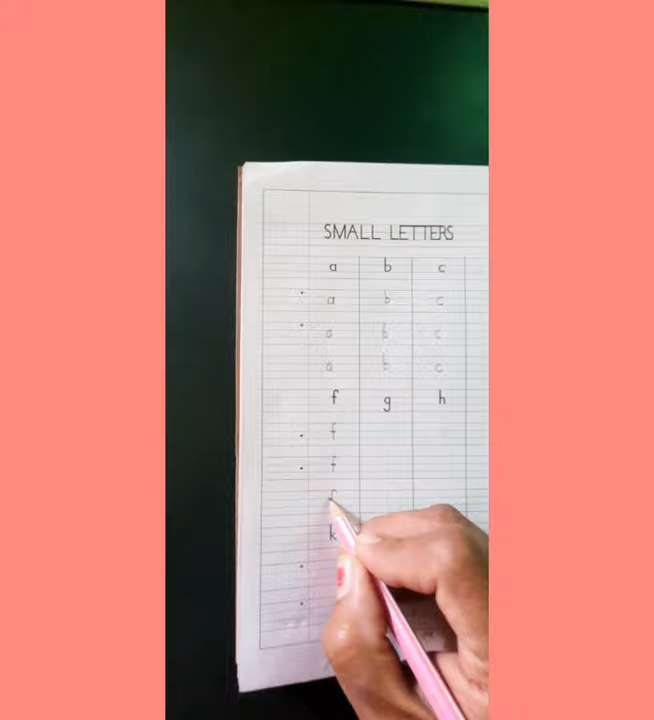 SMALL LETTERS
a b c
a b c
a b c
a b c
f g h
f
f
f
k